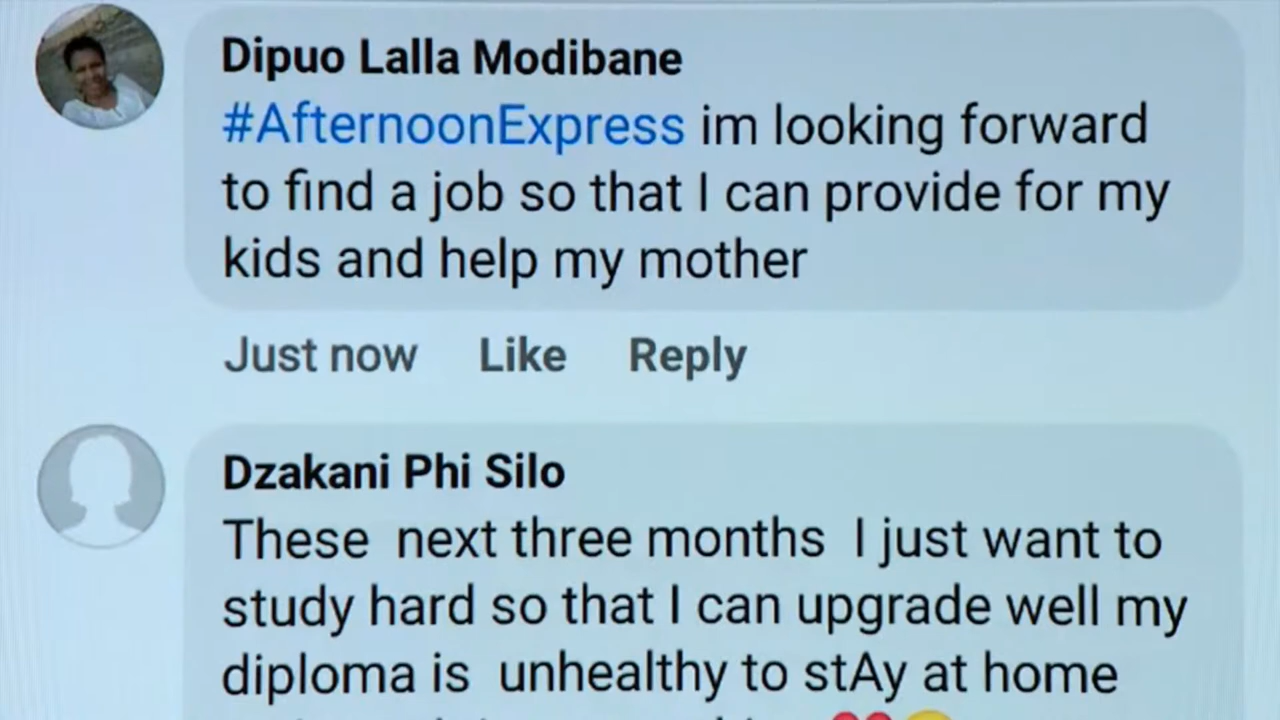 Dipuo Lalla Modibane
#AfternoonExpress im looking forward
to find a job so that I can provide for my
kids and help my mother
Just now Like Reply
Dzakani Phi Silo
These next three months I just want to
study hard so that I can upgrade well my
diploma is unhealthy to stAy at home